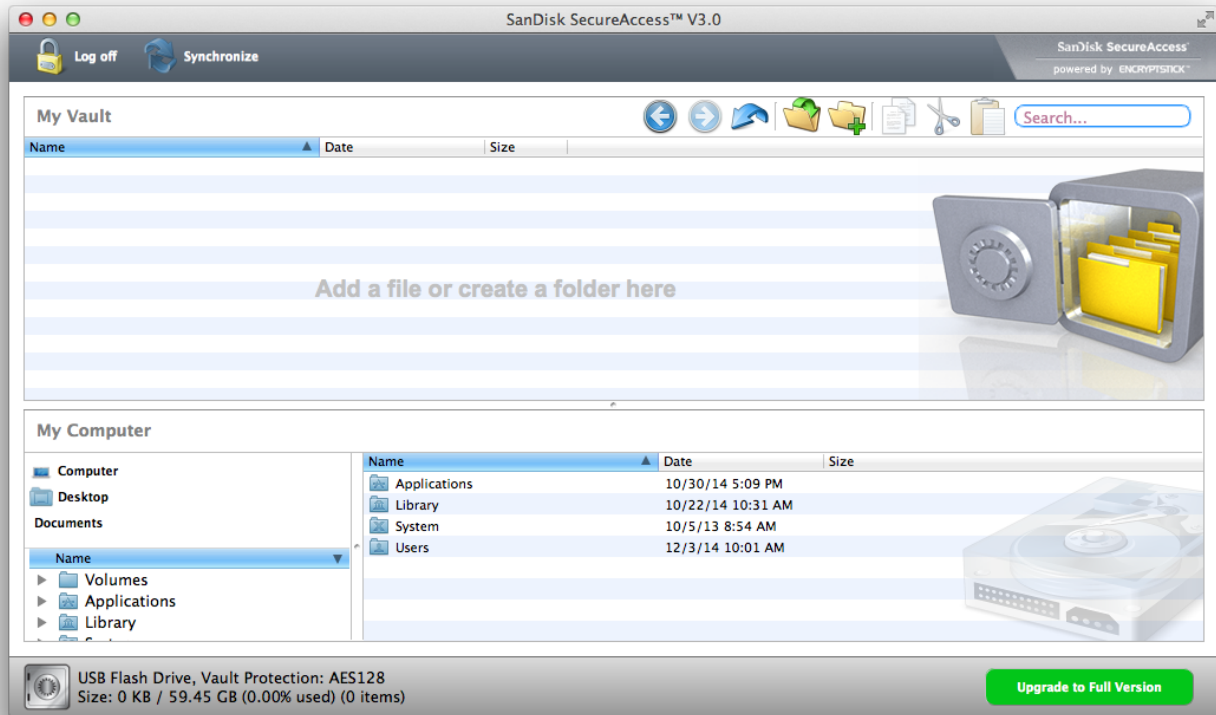 SanDisk SecureAccess™ V3.0
Log off
Synchronize
SanDisk SecureAccess™
powered by ENCRYPTSTICK™
My Vault
Search...
Name Date Size
Add a file or create a folder here
My Computer
Computer
Desktop
Documents
Name
Volumes
Applications
Library
Name Date Size
Applications 10/30/14 5:09 PM
Library 10/22/14 10:31 AM
System 10/5/13 8:54 AM
Users 12/3/14 10:01 AM
USB Flash Drive, Vault Protection: AES128
Size: 0 KB / 59.45 GB (0.00% used) (0 items)
Upgrade to Full Version